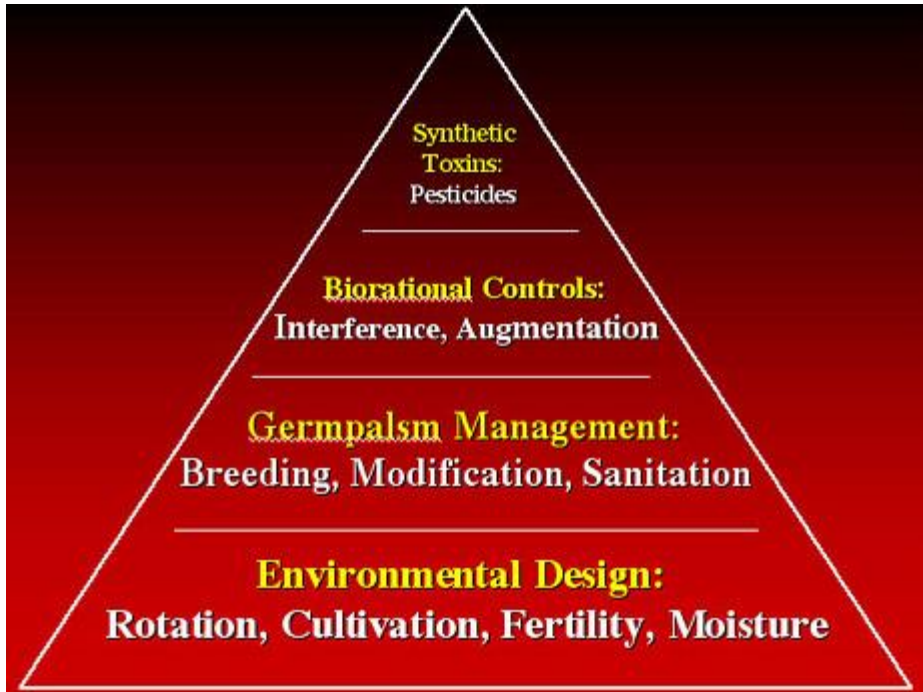 Synthetic
Toxins:
Pesticides
Biorational Controls:
Interference, Augmentation
Germpalsm Management:
Breeding, Modification, Sanitation
Environmental Design:
Rotation, Cultivation, Fertility, Moisture